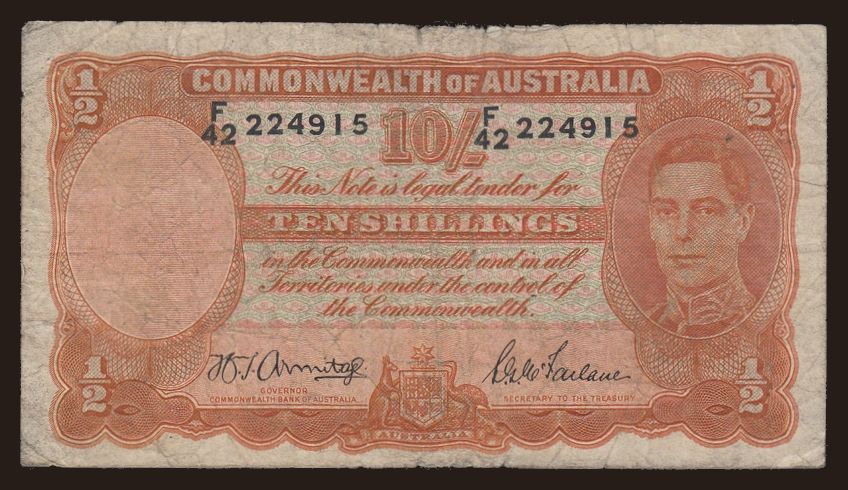 COMMONWEALTH OF AUSTRALIA
1/2 1/2
F/42 224915 F/42 224915
10/-
This Note is legal tender for
TEN SHILLINGS
in the Commonwealth and in all
Territories under the control of
the Commonwealth.
1/2 1/2
H.T. Armitage C.G. McFarlane
GOVERNOR SECRETARY TO THE TREASURY
COMMONWEALTH BANK OF AUSTRALIA.
AUSTRALIA